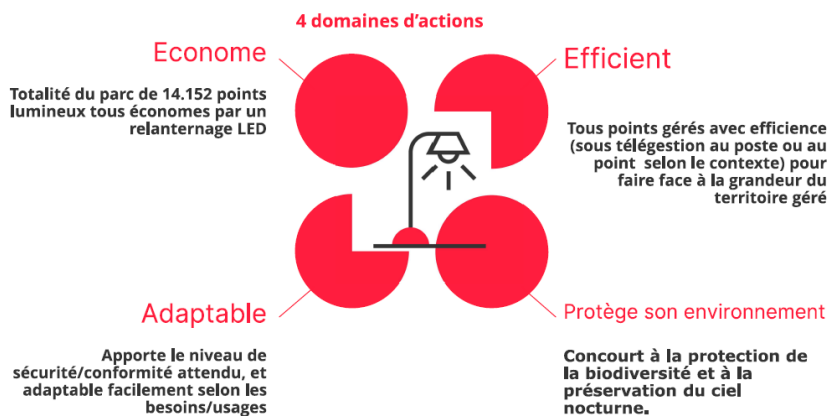 4 domaines d’actions
Econome
Totalité du parc de 14.152 points
lumineux tous économes par un
relanternage LED
Efficient
Tous points gérés avec efficience
(sous télégestion au poste ou au
point selon le contexte) pour
faire face à la grandeur du
territoire géré
Adaptable
Apporte le niveau de
sécurité/conformité attendu, et
adaptable facilement selon les
besoins/usages
Protège son environnement
Concourt à la protection de
la biodiversité et à la
préservation du ciel
nocturne.